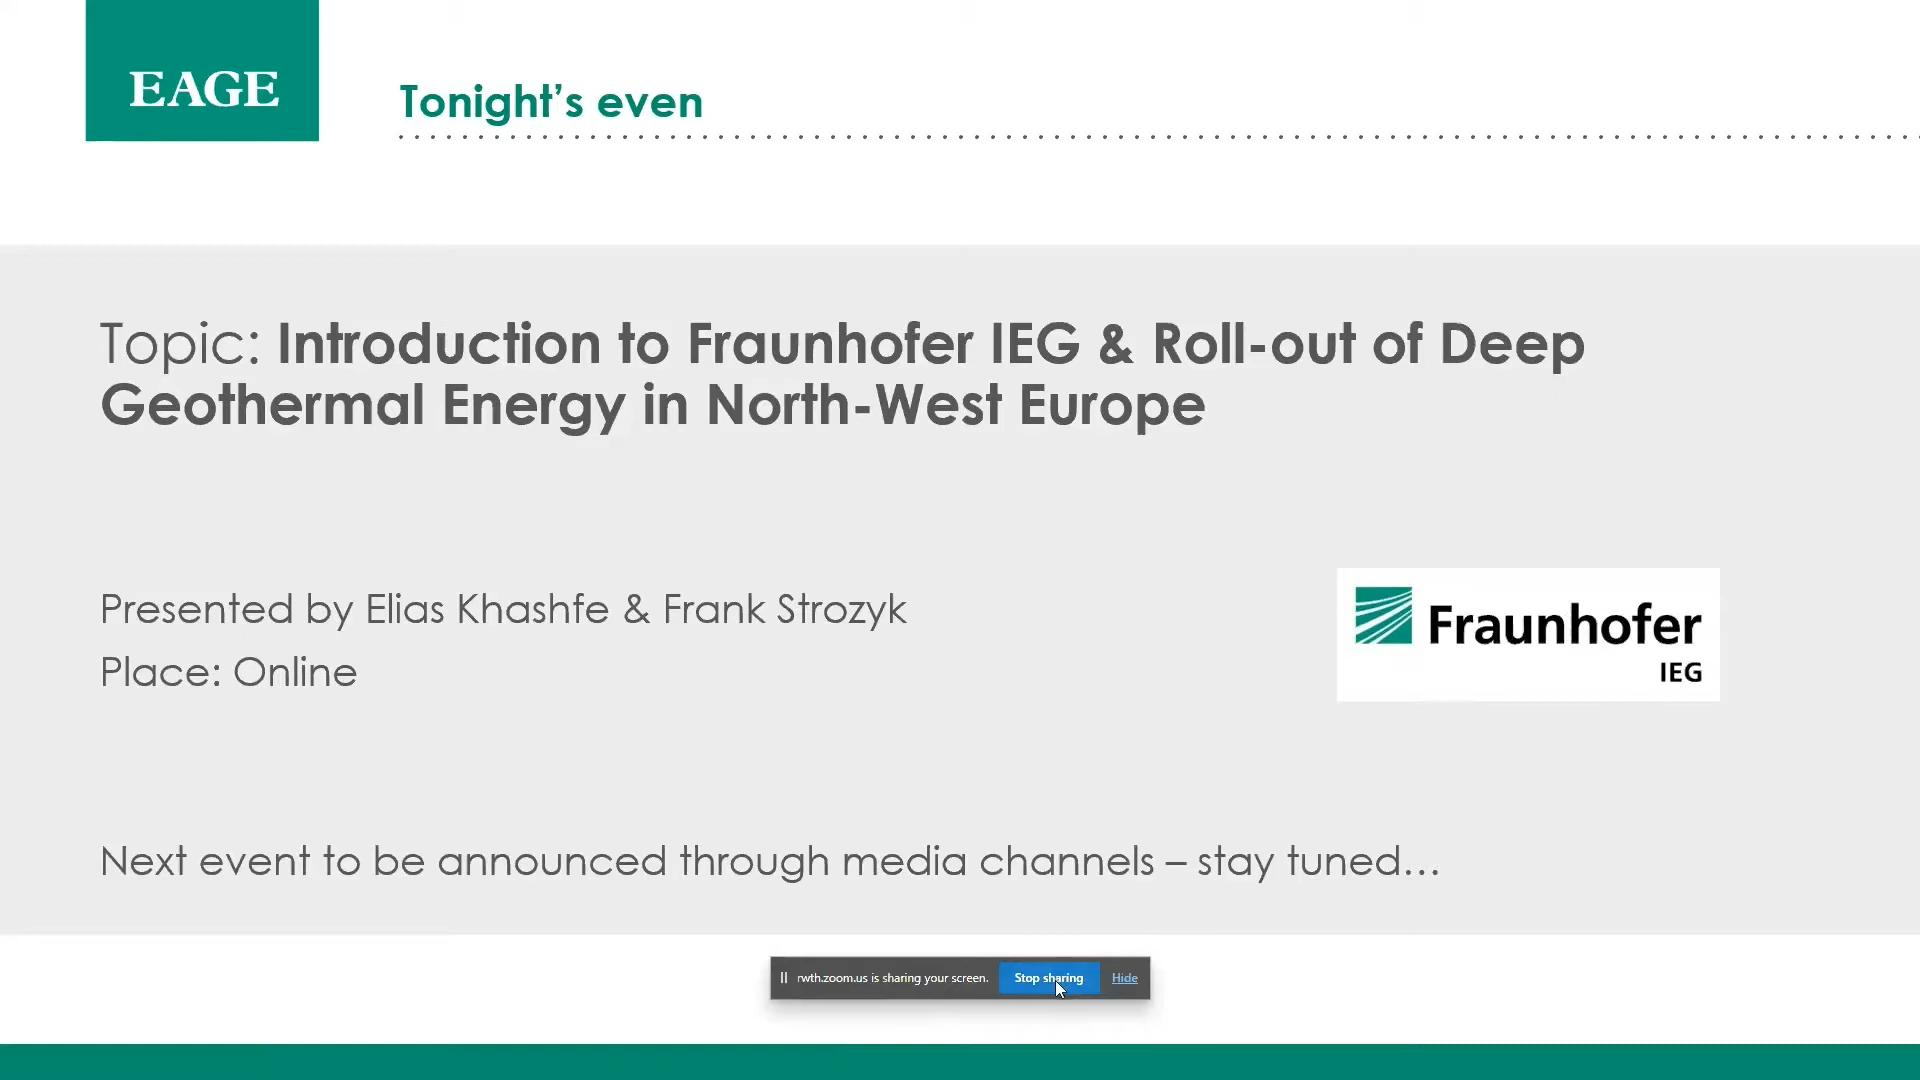 EAGE
Tonight's even
Topic: Introduction to Fraunhofer IEG & Roll-out of Deep
Geothermal Energy in North-West Europe
Presented by Elias Khashfe & Frank Strozyk
Place: Online
Fraunhofer
IEG
Next event to be announced through media channels – stay tuned...
rwth.zoom.us is sharing your screen. Stop sharing Hide